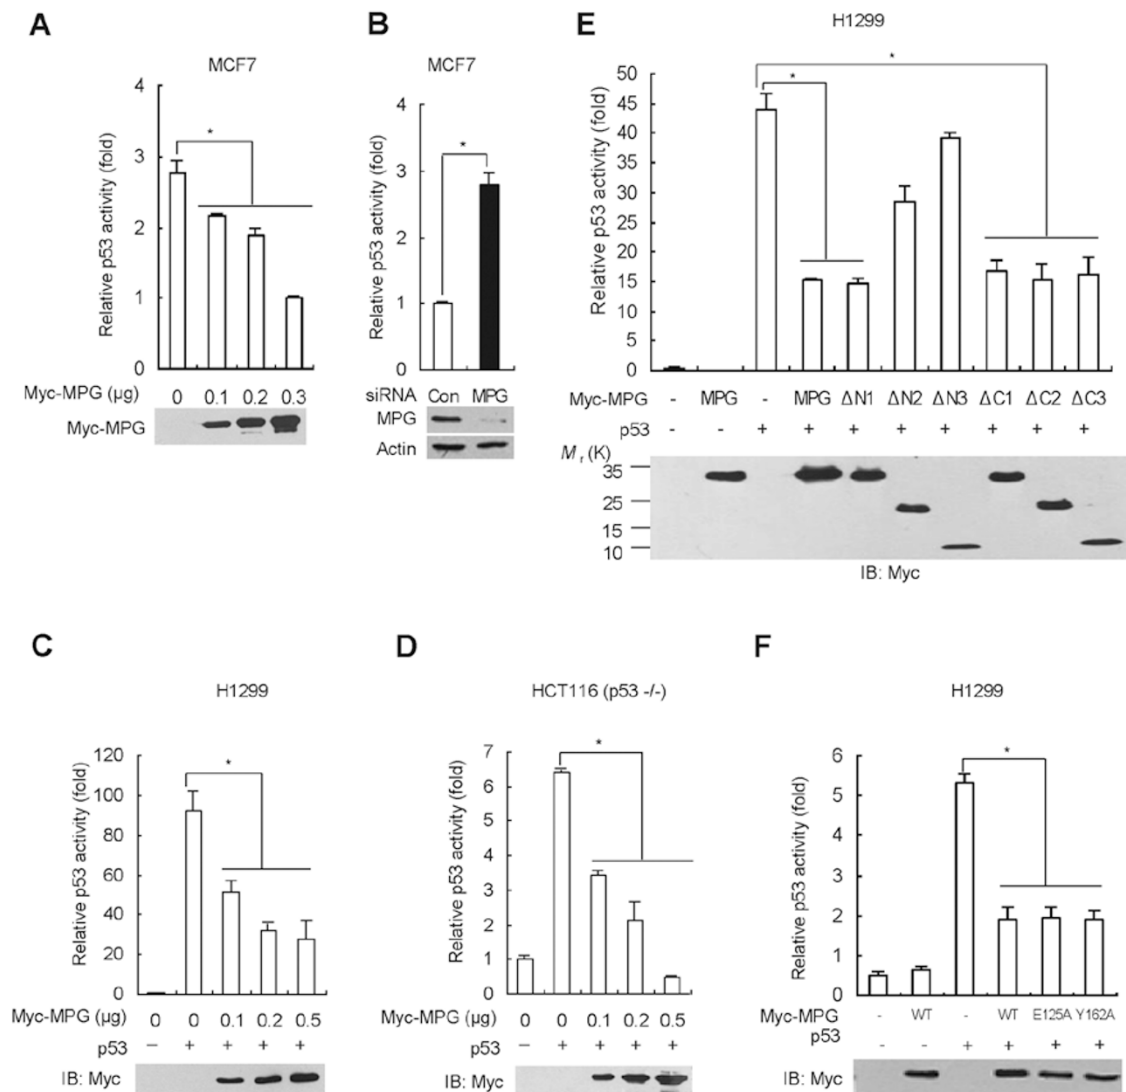 A
MCF7
Relative p53 activity (fold)
4
3
2
1
0
*
Myc-MPG (µg) 0 0.1 0.2 0.3
Myc-MPG
B
MCF7
Relative p53 activity (fold)
4
3
2
1
0
*
siRNA Con MPG
MPG
Actin
E
H1299
Relative p53 activity (fold)
50
45
40
35
30
25
20
15
10
5
0
* *
Myc-MPG - MPG - MPG ΔN1 ΔN2 ΔN3 ΔC1 ΔC2 ΔC3
p53 - - + + + + + + + +
M r (K)
35
25
15
10
IB: Myc
C
H1299
Relative p53 activity (fold)
120
100
80
60
40
20
0
*
Myc-MPG (µg) 0 0 0.1 0.2 0.5
p53 – + + + +
IB: Myc
D
HCT116 (p53 -/-)
Relative p53 activity (fold)
7
6
5
4
3
2
1
0
*
Myc-MPG (µg) 0 0 0.1 0.2 0.5
p53 – + + + +
IB: Myc
F
H1299
Relative p53 activity (fold)
6
5
4
3
2
1
0
*
Myc-MPG - WT - WT E125A Y162A
p53 - - + + + +
IB: Myc